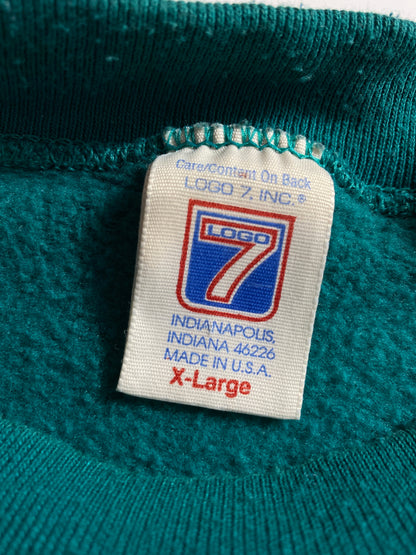 Care/Content On Back
LOGO 7, INC.®
LOGO
7
INDIANAPOLIS,
INDIANA 46226
MADE IN U.S.A.
X-Large